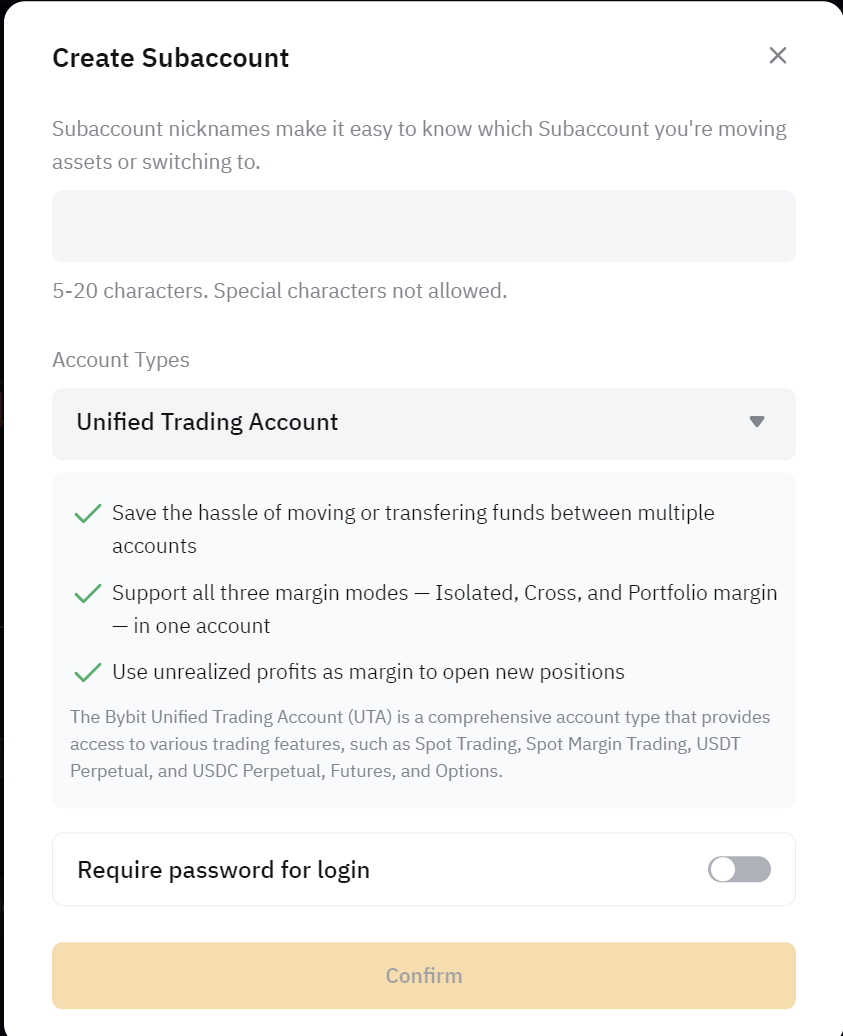 Create Subaccount
Subaccount nicknames make it easy to know which Subaccount you're moving
assets or switching to.
5-20 characters. Special characters not allowed.
Account Types
Unified Trading Account
Save the hassle of moving or transfering funds between multiple
accounts
Support all three margin modes — Isolated, Cross, and Portfolio margin
— in one account
Use unrealized profits as margin to open new positions
The Bybit Unified Trading Account (UTA) is a comprehensive account type that provides
access to various trading features, such as Spot Trading, Spot Margin Trading, USDT
Perpetual, and USDC Perpetual, Futures, and Options.
Require password for login
Confirm